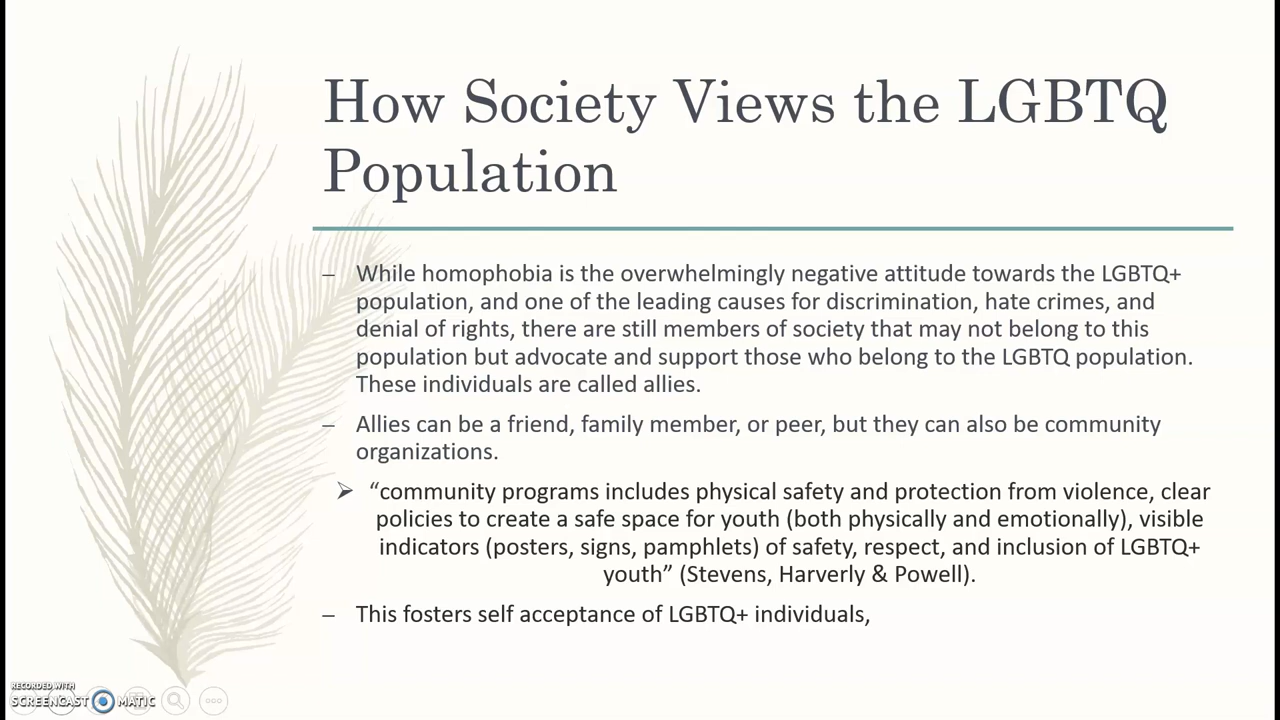 How Society Views the LGBTQ
Population
– While homophobia is the overwhelmingly negative attitude towards the LGBTQ+
population, and one of the leading causes for discrimination, hate crimes, and
denial of rights, there are still members of society that may not belong to this
population but advocate and support those who belong to the LGBTQ population.
These individuals are called allies.
– Allies can be a friend, family member, or peer, but they can also be community
organizations.
➢ “community programs includes physical safety and protection from violence, clear
policies to create a safe space for youth (both physically and emotionally), visible
indicators (posters, signs, pamphlets) of safety, respect, and inclusion of LGBTQ+
youth” (Stevens, Harverly & Powell).
– This fosters self acceptance of LGBTQ+ individuals,
RECORDED WITH
SCREENCAST MATIC